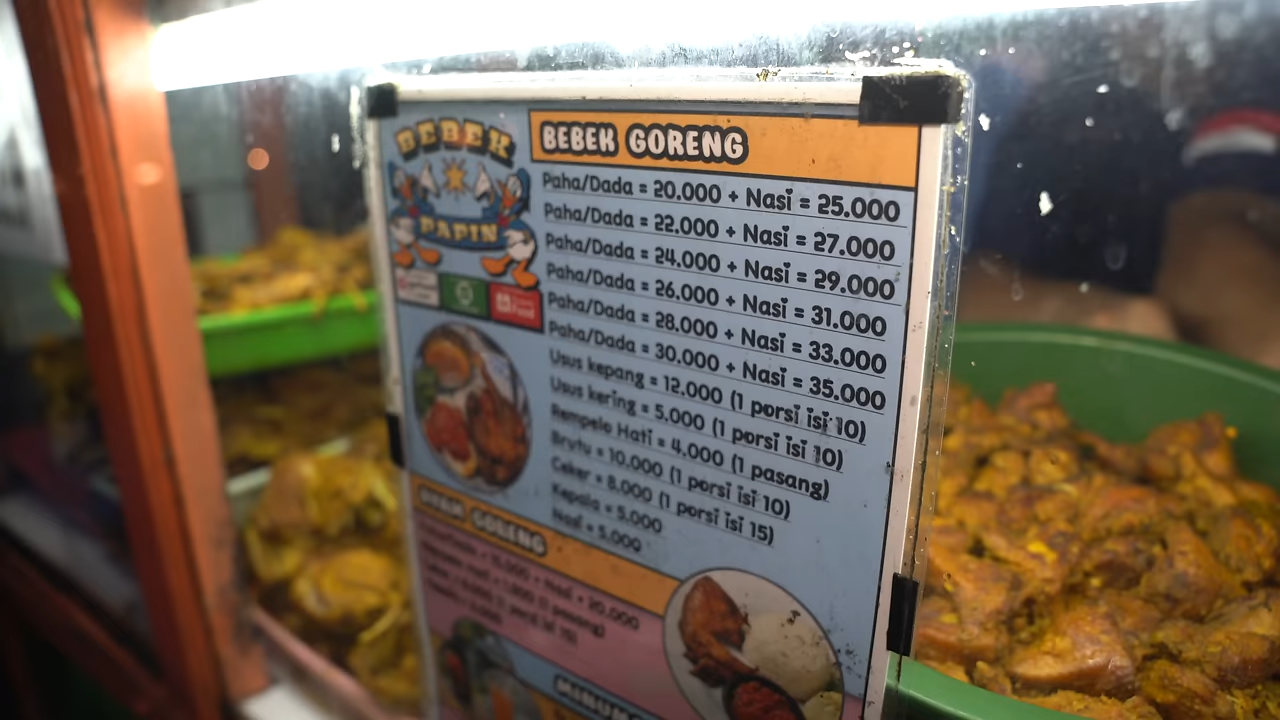 BEBEK
PAPIN
BEBEK GORENG
Paha/Dada = 20.000 + Nasi = 25.000
Paha/Dada = 22.000 + Nasi = 27.000
Paha/Dada = 24.000 + Nasi = 29.000
Paha/Dada = 26.000 + Nasi = 31.000
Paha/Dada = 28.000 + Nasi = 33.000
Paha/Dada = 30.000 + Nasi = 35.000
Usus kepang = 12.000 (1 porsi isi 10)
Usus kering = 5.000 (1 porsi isi 10)
Rempelo Hati = 4.000 (1 pasang)
Brutu = 10.000 (1 porsi isi 10)
Ceker = 8.000 (1 porsi isi 15)
Kepala = 5.000
Nasi = 5.000
AYAM GORENG
+ Nasi = 20.000